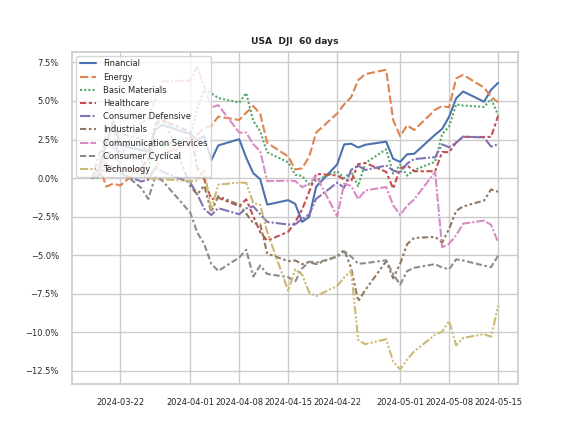 USA DJI 60 days
7.5%
5.0%
2.5%
0.0%
−2.5%
−5.0%
−7.5%
−10.0%
−12.5%
Financial
Energy
Basic Materials
Healthcare
Consumer Defensive
Industrials
Communication Services
Consumer Cyclical
Technology
2024-03-22
2024-04-01
2024-04-08
2024-04-15
2024-04-22
2024-05-01
2024-05-08
2024-05-15